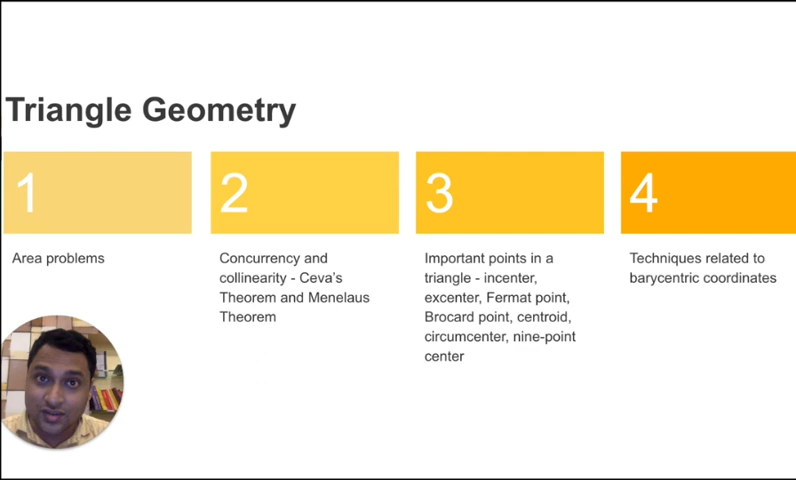 Triangle Geometry
1
2
3
4
Area problems
Concurrency and
collinearity - Ceva's
Theorem and Menelaus
Theorem
Important points in a
triangle - incenter,
excenter, Fermat point,
Brocard point, centroid,
circumcenter, nine-point
center
Techniques related to
barycentric coordinates